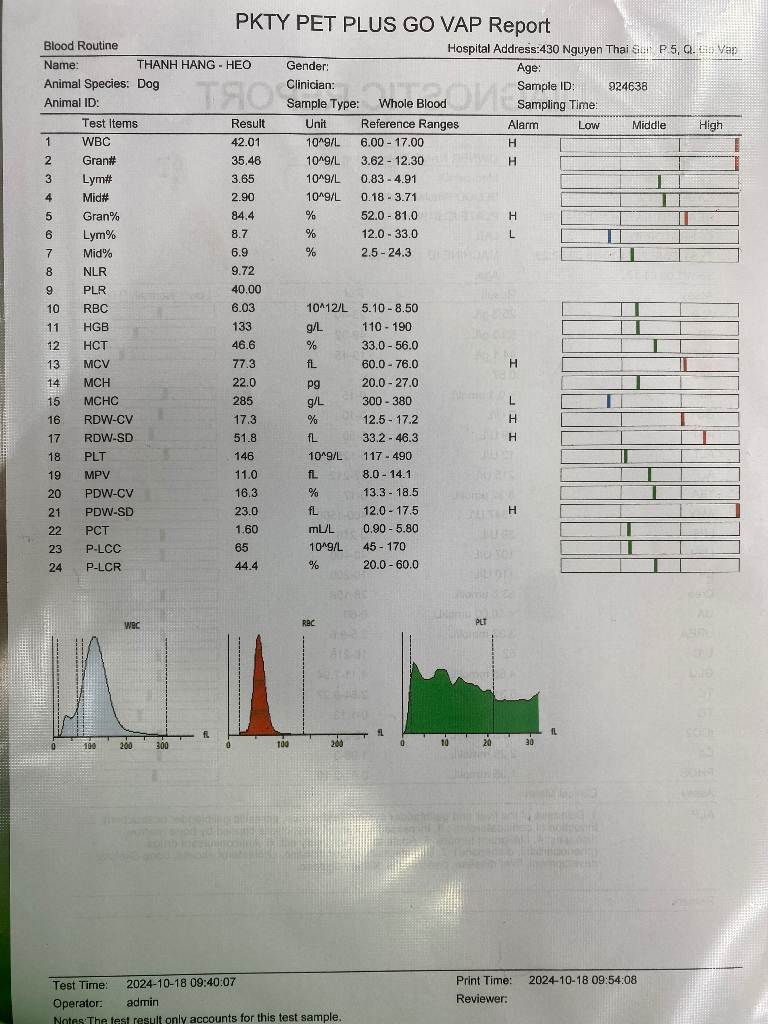 PKTY PET PLUS GO VAP Report
Blood Routine Hospital Address:430 Nguyen Thai P.5, Q. Vap
Name: THANH HANG - HEO Gender: Age:
Animal Species: Dog Clinician: Sample ID: 924638
Animal ID: Sample Type: Whole Blood Sampling Time:
Test Items Result Unit Reference Ranges Alarm Low Middle High
1 WBC 42.01 10^9/L 6.00 - 17.00 H
2 Gran# 35.46 10^9/L 3.62 - 12.30 H
3 Lym# 3.65 10^9/L 0.83 - 4.91
4 Mid# 2.90 10^9/L 0.18 - 3.71
5 Gran% 84.4 % 52.0 - 81.0 H
6 Lym% 8.7 % 12.0 - 33.0 L
7 Mid% 6.9 % 2.5 - 24.3
8 NLR 9.72
9 PLR 40.00
10 RBC 6.03 10^12/L 5.10 - 8.50
11 HGB 133 g/L 110 - 190
12 HCT 46.6 % 33.0 - 56.0
13 MCV 77.3 fL 60.0 - 76.0 H
14 MCH 22.0 pg 20.0 - 27.0
15 MCHC 285 g/L 300 - 380 L
16 RDW-CV 17.3 % 12.5 - 17.2 H
17 RDW-SD 51.8 fL 33.2 - 46.3 H
18 PLT 146 10^9/L 117 - 490
19 MPV 11.0 fL 8.0 - 14.1
20 PDW-CV 16.3 % 13.3 - 18.5
21 PDW-SD 23.0 fL 12.0 - 17.5 H
22 PCT 1.60 mL/L 0.90 - 5.80
23 P-LCC 65 10^9/L 45 - 170
24 P-LCR 44.4 % 20.0 - 60.0
WBC RBC PLT
0 100 200 300 fL 0 100 200 fL 0 10 20 30 fL
Test Time: 2024-10-18 09:40:07 Print Time: 2024-10-18 09:54:08
Operator: admin Reviewer:
Notes:The test result only accounts for this test sample.